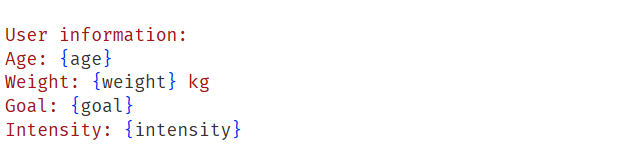 User information:
Age: {age}
Weight: {weight} kg
Goal: {goal}
Intensity: {intensity}